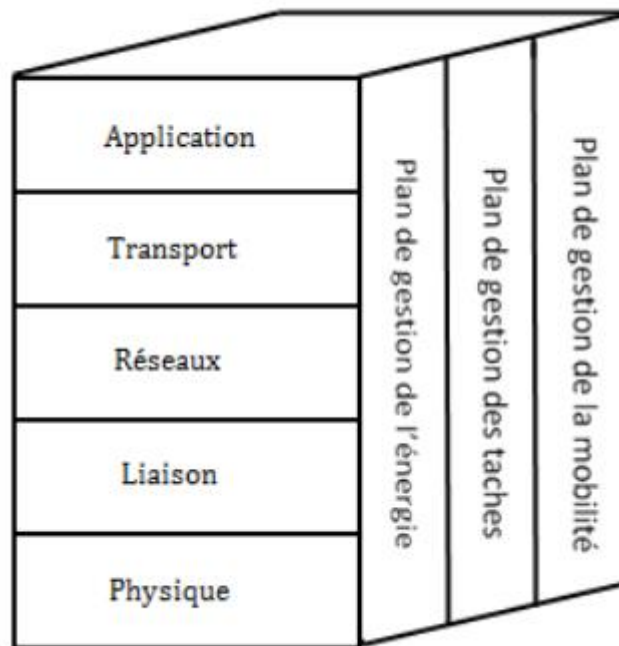 Application
Transport
Réseaux
Liaison
Physique
Plan de gestion de l'énergie
Plan de gestion des taches
Plan de gestion de la mobilité